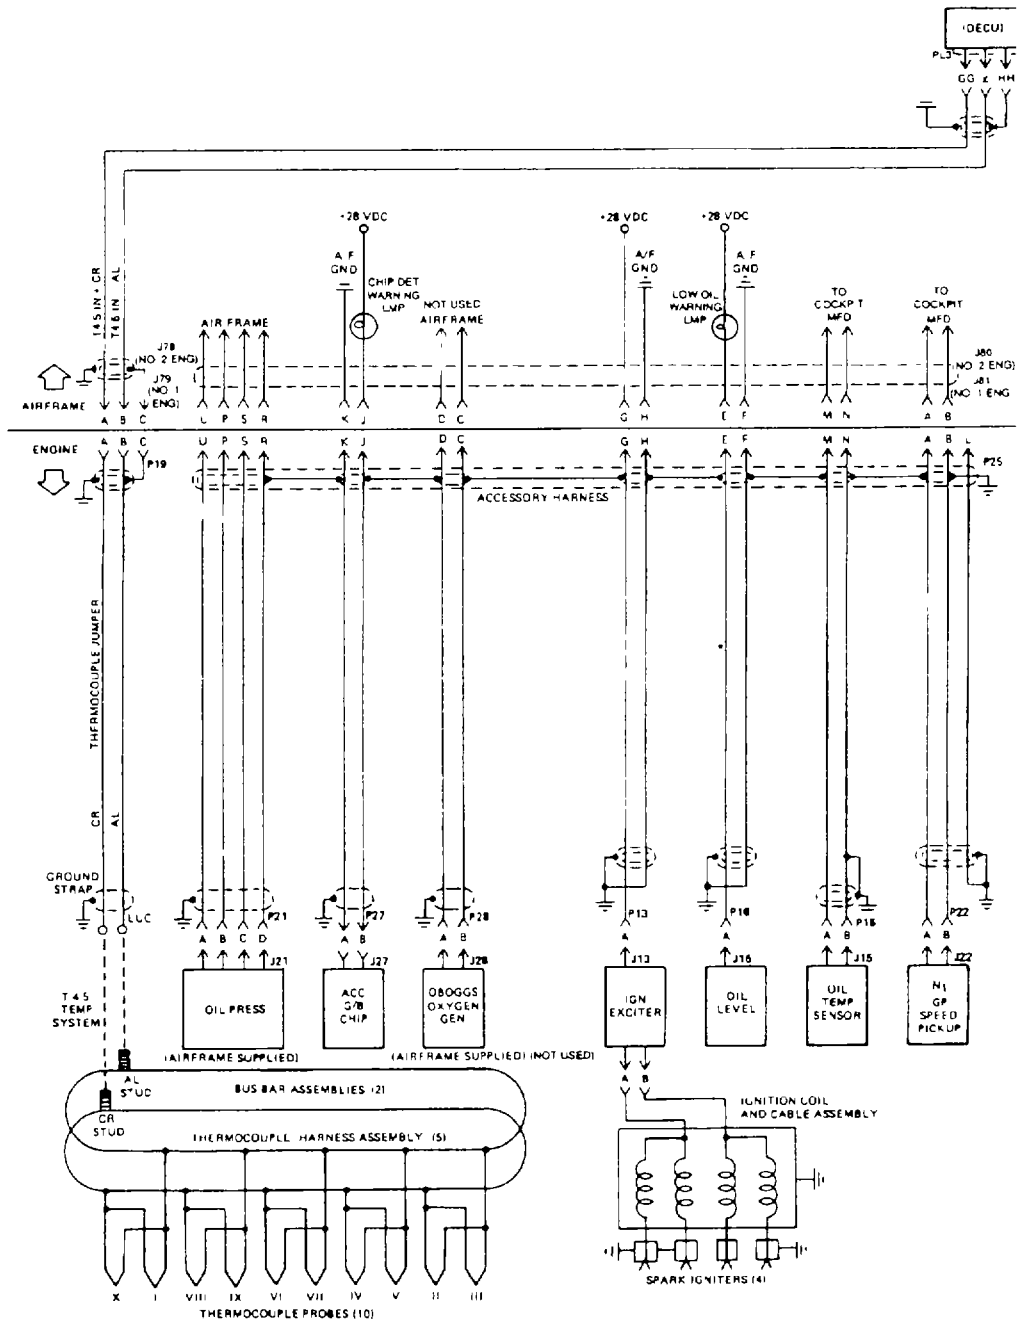 (DECU)
PL3
GG X HH
+28 VDC +28 VDC +28 VDC
A/F GND
CHIP DET WARNING LMP
NOT USED AIRFRAME
A/F GND
LOW OIL WARNING LMP
A/F GND
TO COCKPIT MFD
TO COCKPIT MFD
T4.5 IN + CR
AL
AIR FRAME
J78 (NO 2 ENG)
J79 (NO 1 ENG)
J80 (NO 2 ENG)
J81 (NO 1 ENG
AIRFRAME
A B C U P S R K J D C G H E F M N A B
ENGINE
A B C U P S R K J D C G H E F M N A B L
P19
P25
ACCESSORY HARNESS
THERMOCOUPLE JUMPER
CR AL
GROUND STRAP
LUG
P21 P27 P28 P13 P16 P15 P22
A B C D A B A B A A A B A B
J21 J27 J28 J13 J16 J15 J22
OIL PRESS
ACC G/B CHIP
OBOGGS OXYGEN GEN
IGN EXCITER
OIL LEVEL
OIL TEMP SENSOR
N1 GP SPEED PICKUP
T 4.5 TEMP SYSTEM
(AIRFRAME SUPPLIED)
(AIRFRAME SUPPLIED) (NOT USED)
A B
AL STUD
BUS BAR ASSEMBLIES (2)
CR STUD
THERMOCOUPLE HARNESS ASSEMBLY (5)
IGNITION COIL AND CABLE ASSEMBLY
SPARK IGNITERS (4)
X I VIII IX VI VII IV V II III
THERMOCOUPLE PROBES (10)